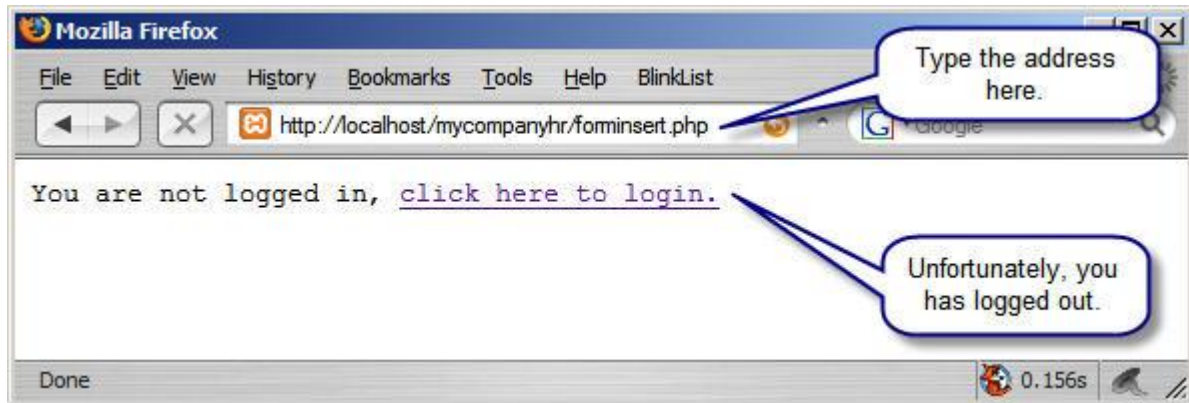 Mozilla Firefox
Type the address
here.
File Edit View History Bookmarks Tools Help BlinkList
http://localhost/mycompanyhr/forminsert.php
G Google
You are not logged in, click here to login.
Unfortunately, you
has logged out.
Done
0.156s